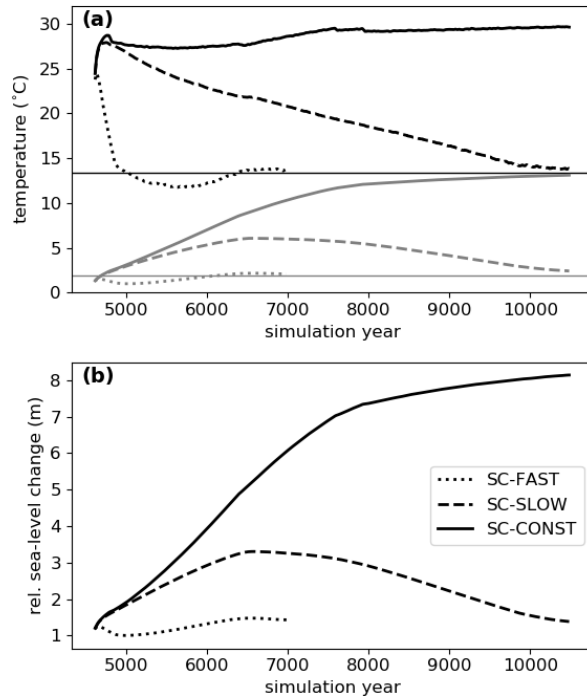 (a)
30
25
20
15
10
5
0
temperature (°C)
5000 6000 7000 8000 9000 10000
simulation year
(b)
8
7
6
5
4
3
2
1
rel. sea-level change (m)
SC-FAST
SC-SLOW
SC-CONST
5000 6000 7000 8000 9000 10000
simulation year